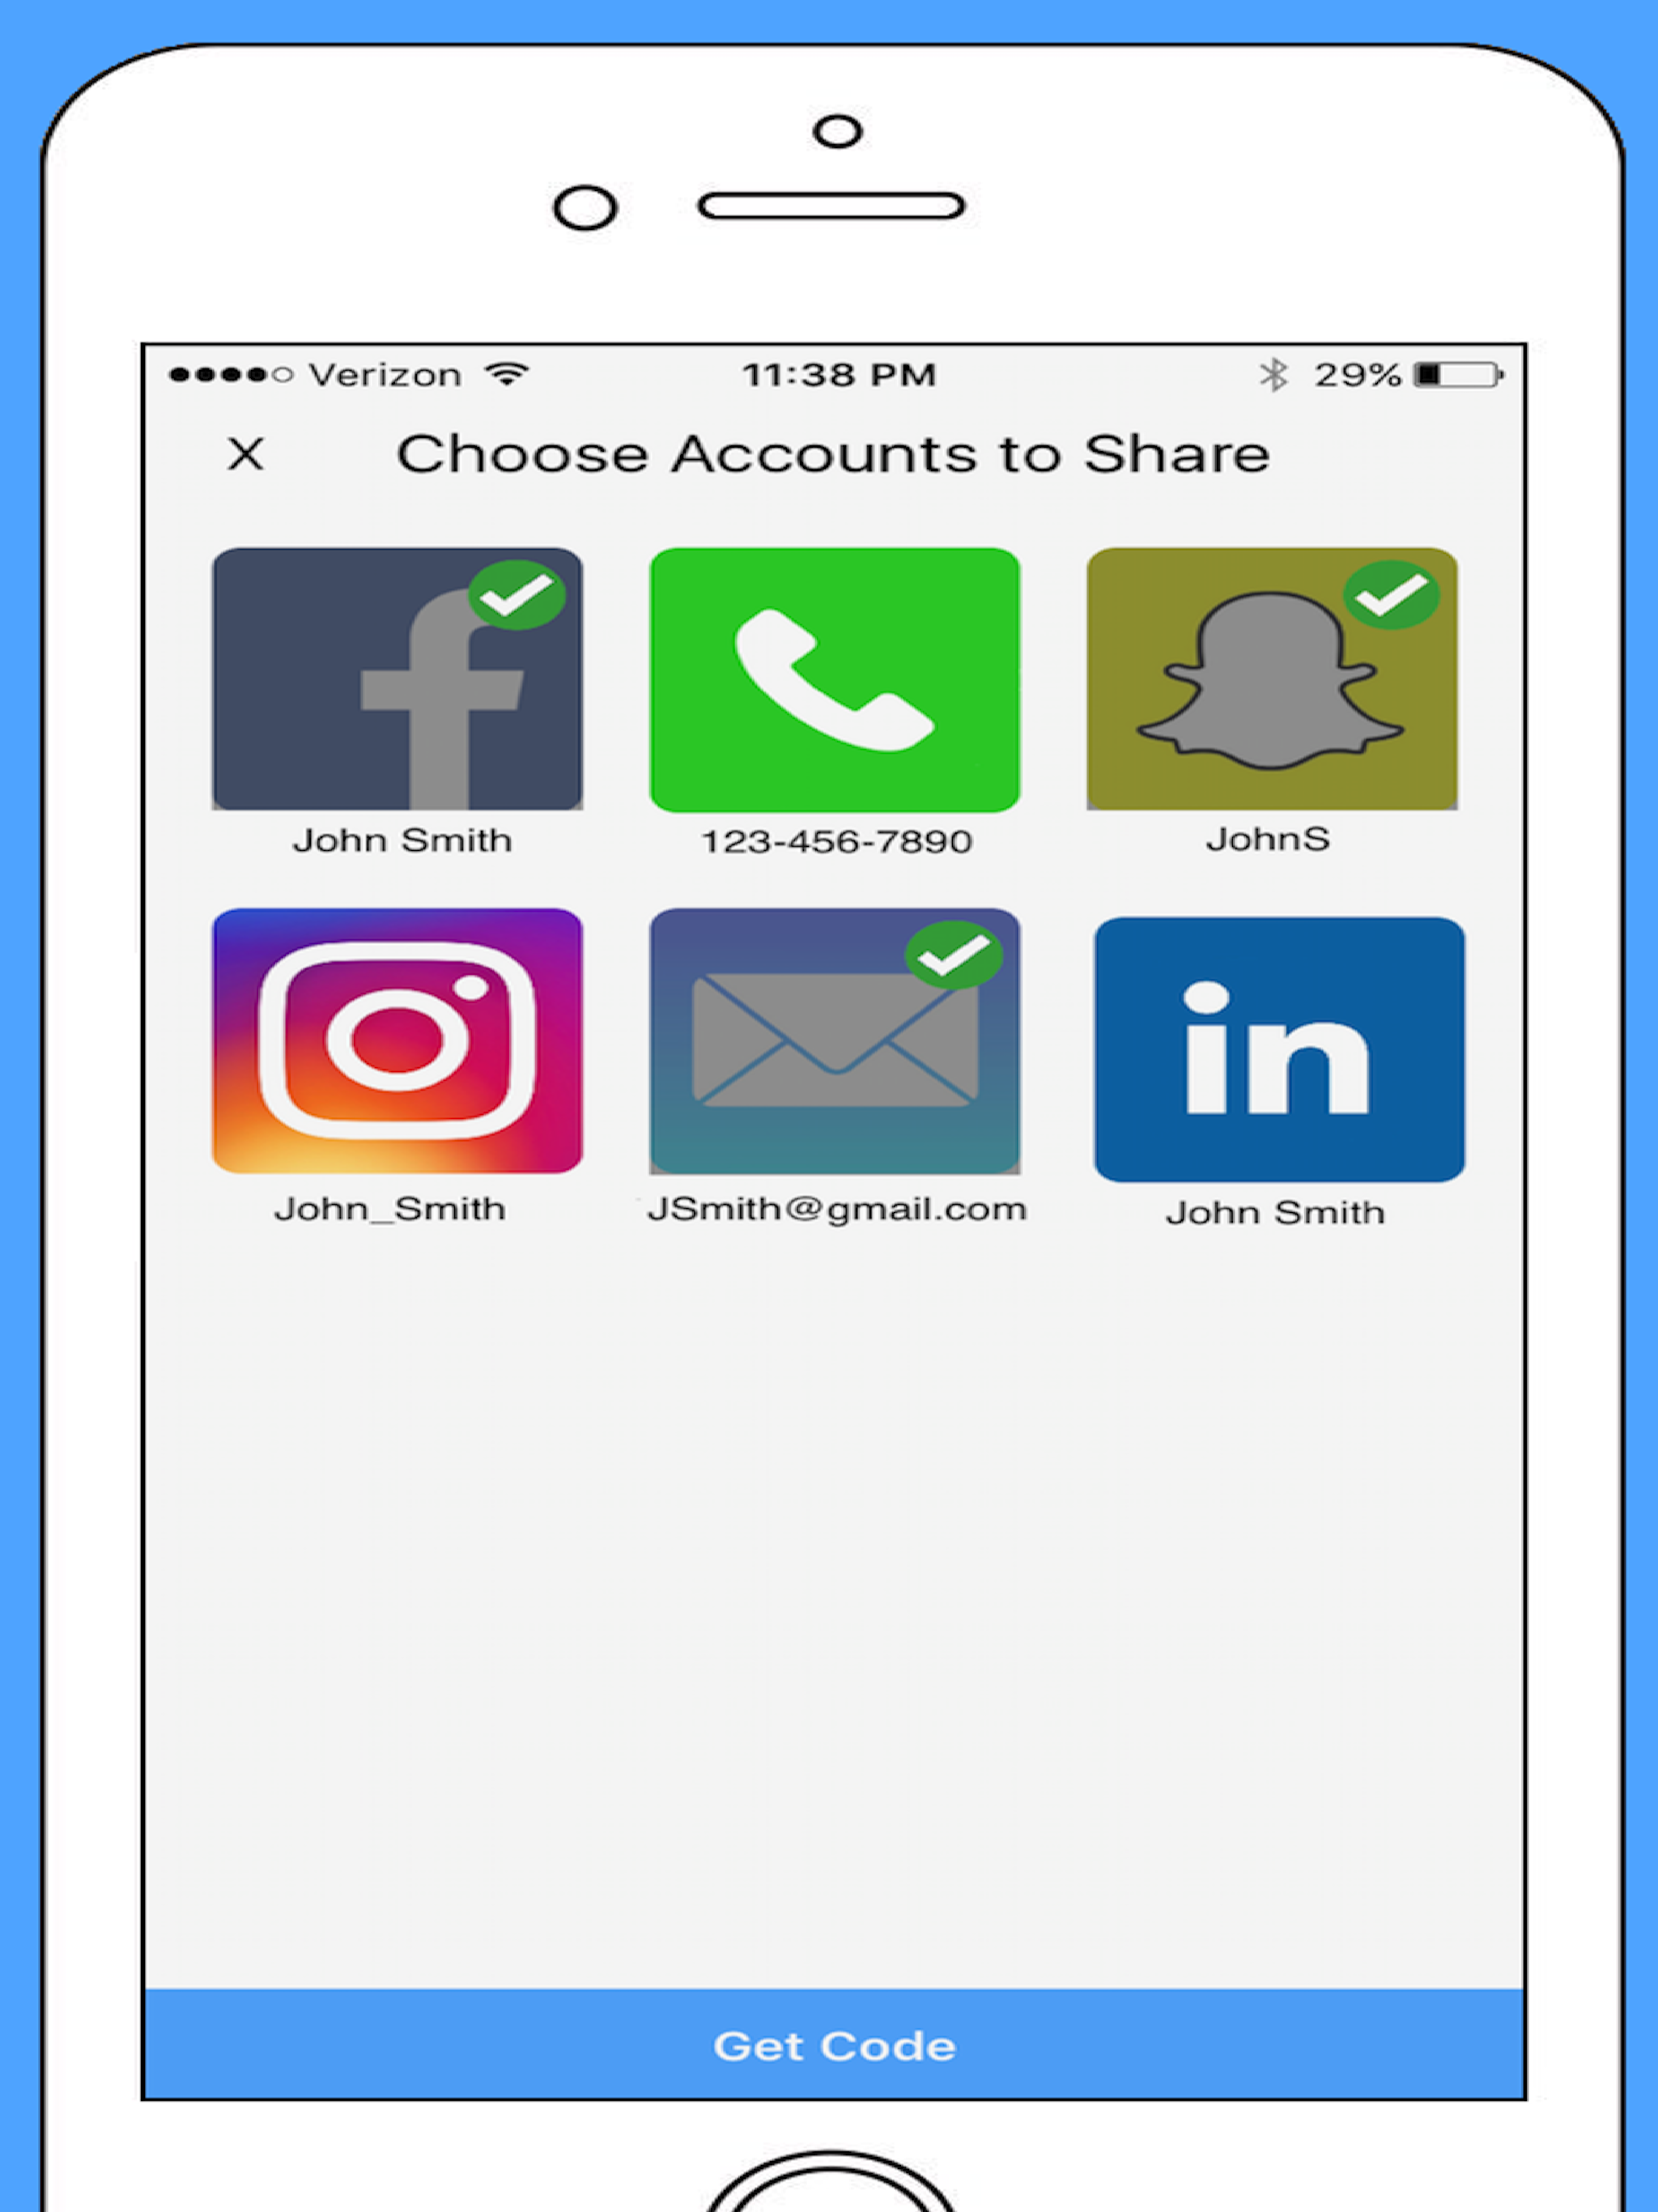 Verizon 11:38 PM 29%
X Choose Accounts to Share
John Smith 123-456-7890 JohnS
in
John_Smith JSmith@gmail.com John Smith
Get Code